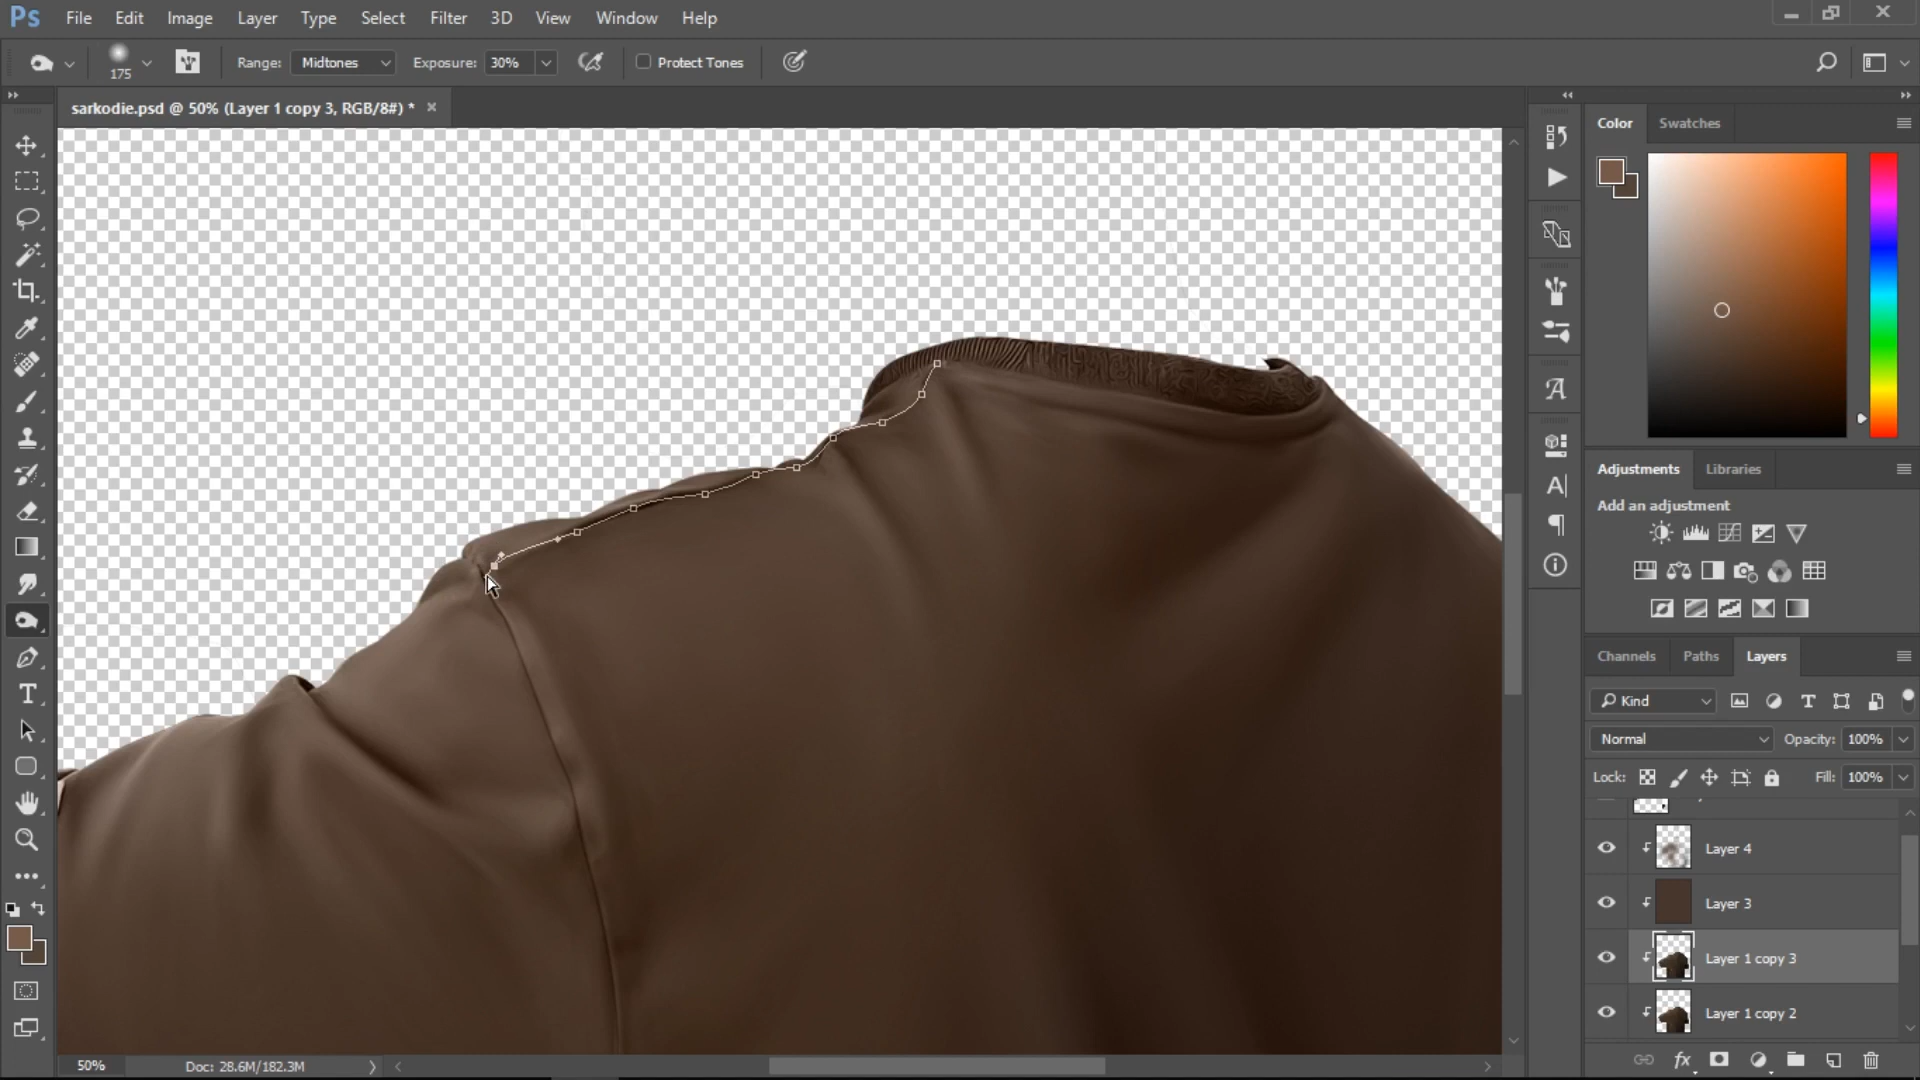 Ps File Edit Image Layer Type Select Filter 3D View Window Help
175 Range: Midtones Exposure: 30% Protect Tones
sarkodie.psd @ 50% (Layer 1 copy 3, RGB/8#) * ×
Color Swatches
Adjustments Libraries
Add an adjustment
Channels Paths Layers
Kind
Normal Opacity: 100%
Lock: Fill: 100%
Layer 4
Layer 3
Layer 1 copy 3
Layer 1 copy 2
50% Doc: 28.6M/182.3M